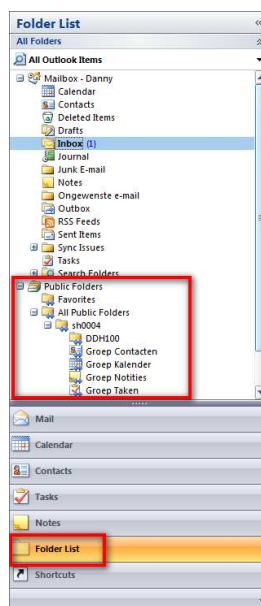 Folder List
All Folders
All Outlook Items
Mailbox - Danny
Calendar
Contacts
Deleted Items
Drafts
Inbox (1)
Journal
Junk E-mail
Notes
Ongewenste e-mail
Outbox
RSS Feeds
Sent Items
Sync Issues
Tasks
Search Folders
Public Folders
Favorites
All Public Folders
sh0004
DDH100
Groep Contacten
Groep Kalender
Groep Notities
Groep Taken
Mail
Calendar
Contacts
Tasks
Notes
Folder List
Shortcuts